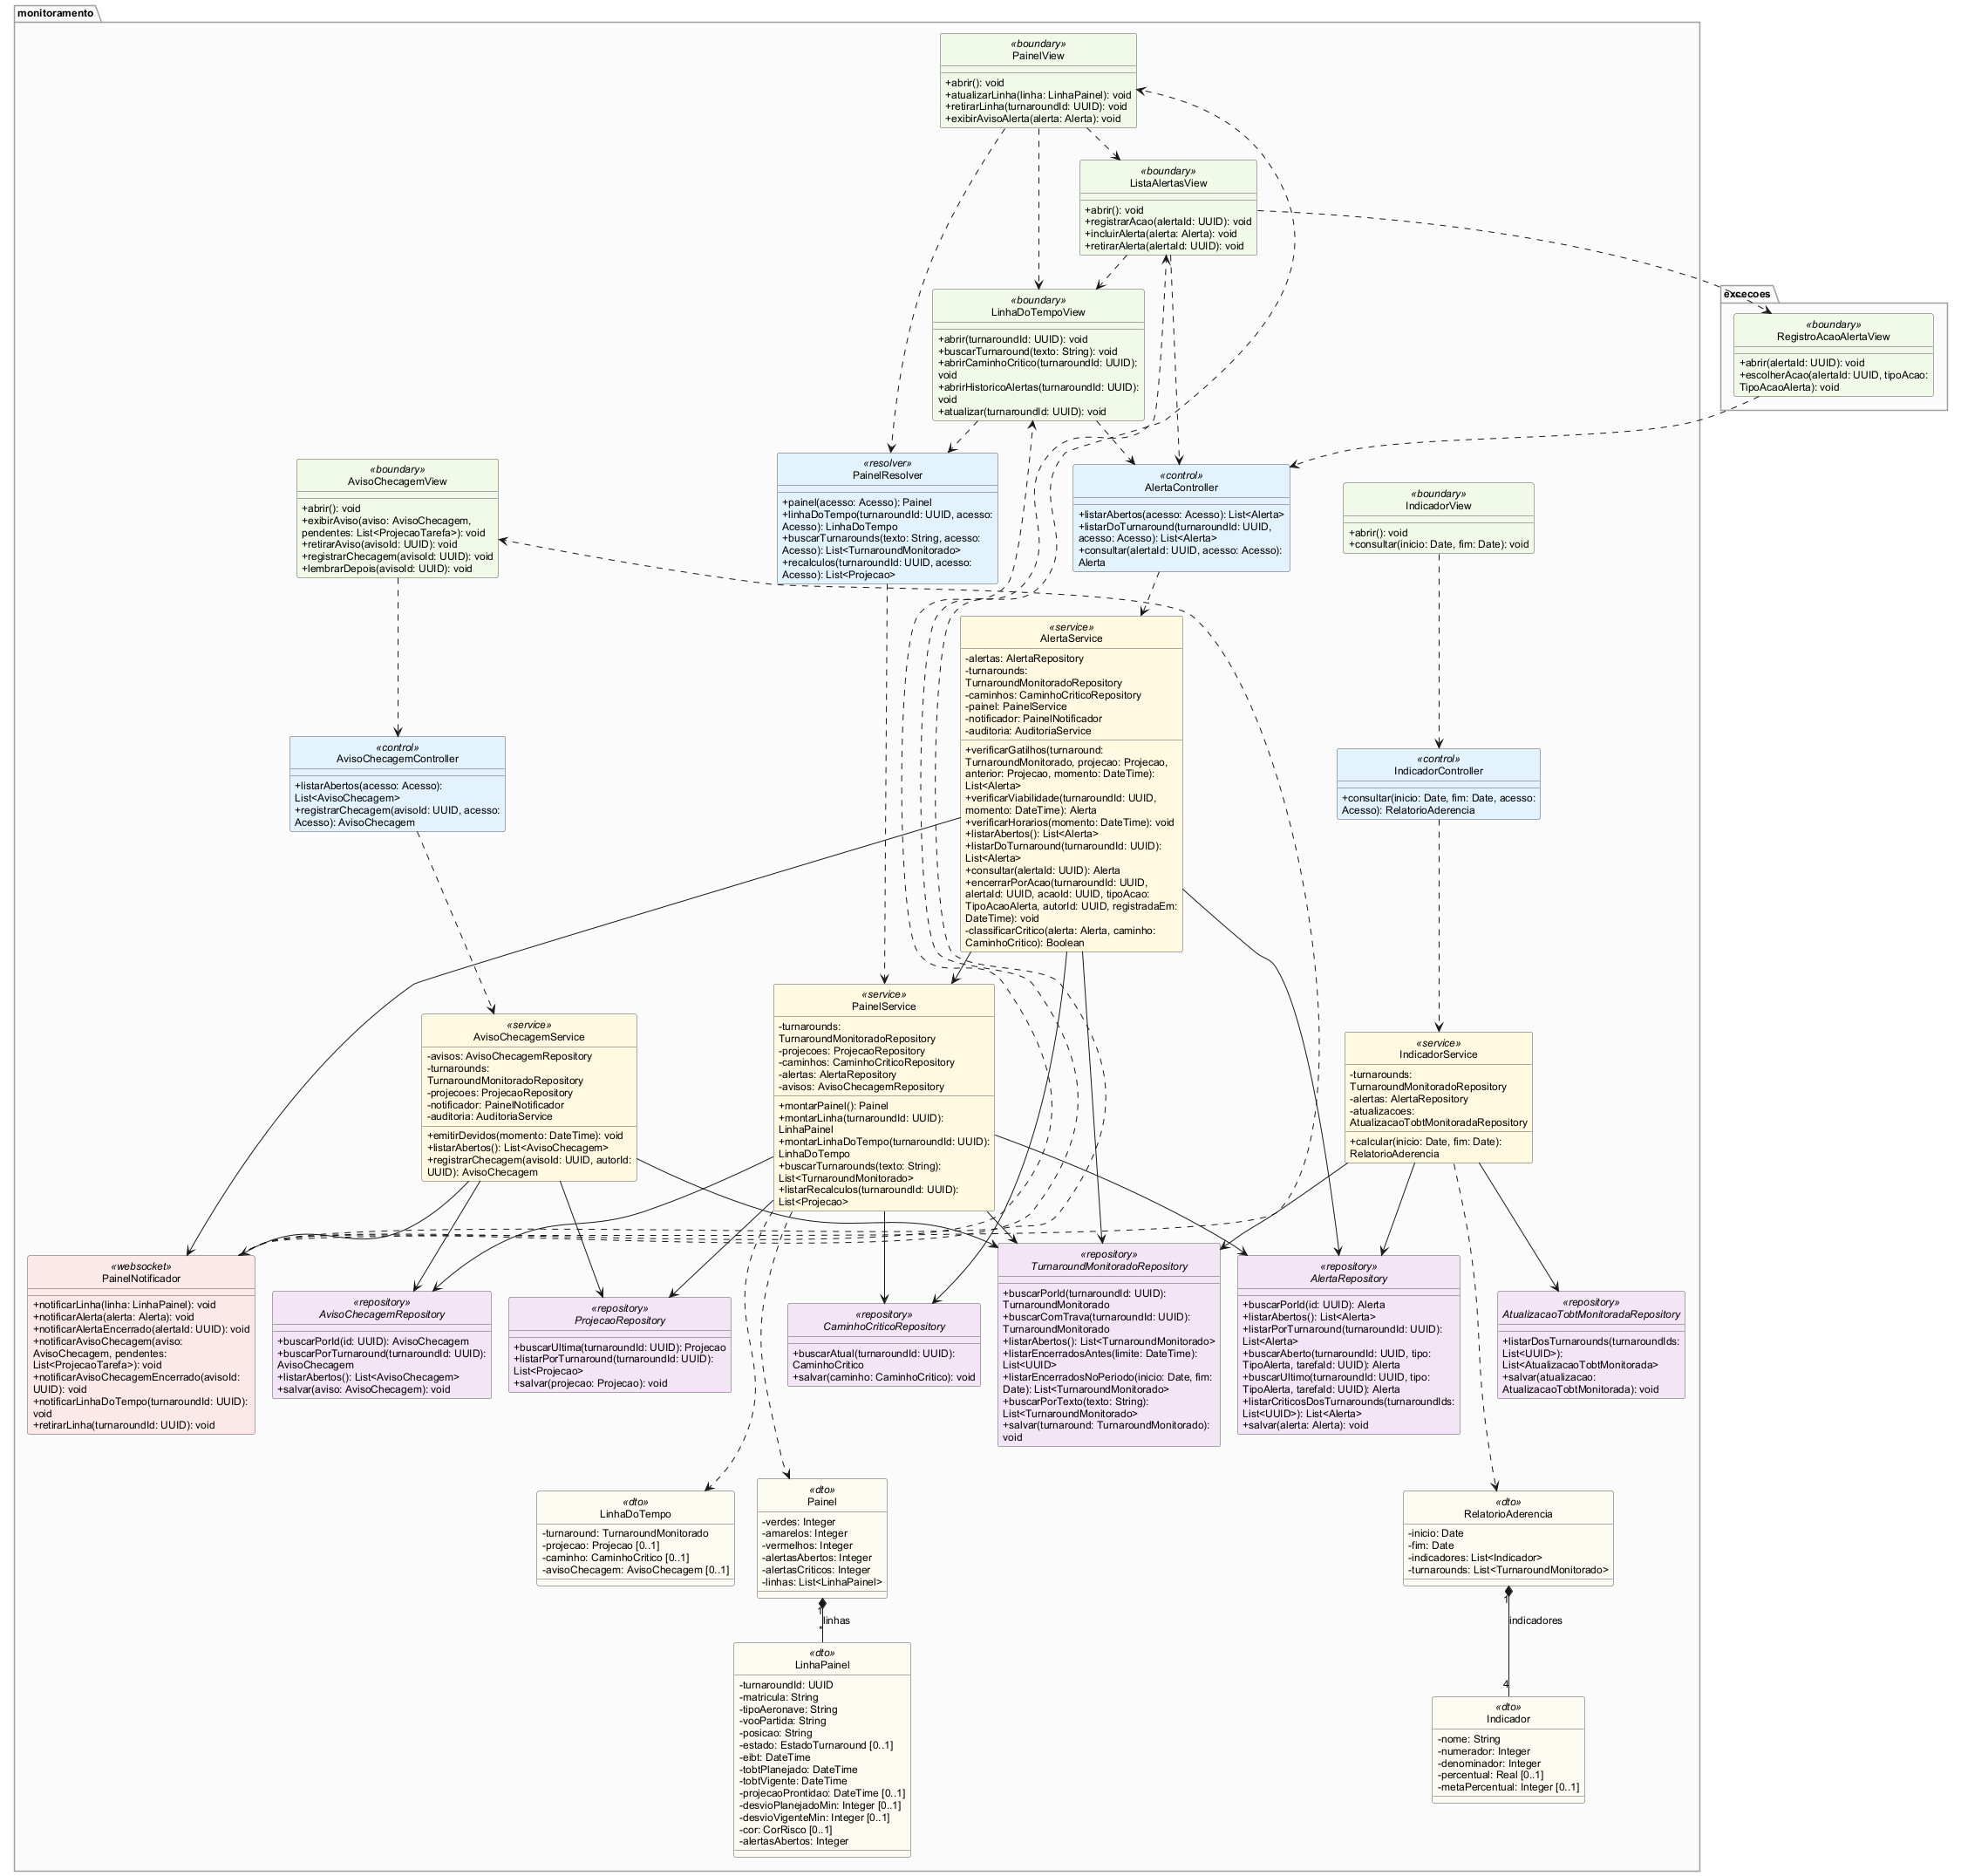 monitoramento
«boundary»
PainelView
+abrir(): void
+atualizarLinha(linha: LinhaPainel): void
+retirarLinha(turnaroundId: UUID): void
+exibirAvisoAlerta(alerta: Alerta): void
«boundary»
ListaAlertasView
+abrir(): void
+registrarAcao(alertaId: UUID): void
+incluirAlerta(alerta: Alerta): void
+retirarAlerta(alertaId: UUID): void
«boundary»
LinhaDoTempoView
+abrir(turnaroundId: UUID): void
+buscarTurnaround(texto: String): void
+abrirCaminhoCritico(turnaroundId: UUID):
void
+abrirHistoricoAlertas(turnaroundId: UUID):
void
+atualizar(turnaroundId: UUID): void
excecoes
«boundary»
RegistroAcaoAlertaView
+abrir(alertaId: UUID): void
+escolherAcao(alertaId: UUID, tipoAcao:
TipoAcaoAlerta): void
«boundary»
AvisoChecagemView
+abrir(): void
+exibirAviso(aviso: AvisoChecagem,
pendentes: List<ProjecaoTarefa>): void
+retirarAviso(avisoId: UUID): void
+registrarChecagem(avisoId: UUID): void
+lembrarDepois(avisoId: UUID): void
«resolver»
PainelResolver
+painel(acesso: Acesso): Painel
+linhaDoTempo(turnaroundId: UUID, acesso:
Acesso): LinhaDoTempo
+buscarTurnarounds(texto: String, acesso:
Acesso): List<TurnaroundMonitorado>
+recalculos(turnaroundId: UUID, acesso:
Acesso): List<Projecao>
«control»
AlertaController
+listarAbertos(acesso: Acesso): List<Alerta>
+listarDoTurnaround(turnaroundId: UUID,
acesso: Acesso): List<Alerta>
+consultar(alertaId: UUID, acesso: Acesso):
Alerta
«boundary»
IndicadorView
+abrir(): void
+consultar(inicio: Date, fim: Date): void
«service»
AlertaService
-alertas: AlertaRepository
-turnarounds:
TurnaroundMonitoradoRepository
-caminhos: CaminhoCriticoRepository
-painel: PainelService
-notificador: PainelNotificador
-auditoria: AuditoriaService
+verificarGatilhos(turnaround:
TurnaroundMonitorado, projecao: Projecao,
anterior: Projecao, momento: DateTime):
List<Alerta>
+verificarViabilidade(turnaroundId: UUID,
momento: DateTime): Alerta
+verificarHorarios(momento: DateTime): void
+listarAbertos(): List<Alerta>
+listarDoTurnaround(turnaroundId: UUID):
List<Alerta>
+consultar(alertaId: UUID): Alerta
+encerrarPorAcao(turnaroundId: UUID,
alertaId: UUID, acaoId: UUID, tipoAcao:
TipoAcaoAlerta, autorId: UUID, registradaEm:
DateTime): void
-classificarCritico(alerta: Alerta, caminho:
CaminhoCritico): Boolean
«control»
AvisoChecagemController
+listarAbertos(acesso: Acesso):
List<AvisoChecagem>
+registrarChecagem(avisoId: UUID, acesso:
Acesso): AvisoChecagem
«control»
IndicadorController
+consultar(inicio: Date, fim: Date, acesso:
Acesso): RelatorioAderencia
«service»
AvisoChecagemService
-avisos: AvisoChecagemRepository
-turnarounds:
TurnaroundMonitoradoRepository
-projecoes: ProjecaoRepository
-notificador: PainelNotificador
-auditoria: AuditoriaService
+emitirDevidos(momento: DateTime): void
+listarAbertos(): List<AvisoChecagem>
+registrarChecagem(avisoId: UUID, autorId:
UUID): AvisoChecagem
«service»
PainelService
-turnarounds:
TurnaroundMonitoradoRepository
-projecoes: ProjecaoRepository
-caminhos: CaminhoCriticoRepository
-alertas: AlertaRepository
-avisos: AvisoChecagemRepository
+montarPainel(): Painel
+montarLinha(turnaroundId: UUID):
LinhaPainel
+montarLinhaDoTempo(turnaroundId: UUID):
LinhaDoTempo
+buscarTurnarounds(texto: String):
List<TurnaroundMonitorado>
+listarRecalculos(turnaroundId: UUID):
List<Projecao>
«service»
IndicadorService
-turnarounds:
TurnaroundMonitoradoRepository
-alertas: AlertaRepository
-atualizacoes:
AtualizacaoTobtMonitoradaRepository
+calcular(inicio: Date, fim: Date):
RelatorioAderencia
«websocket»
PainelNotificador
+notificarLinha(linha: LinhaPainel): void
+notificarAlerta(alerta: Alerta): void
+notificarAlertaEncerrado(alertaId: UUID): void
+notificarAvisoChecagem(aviso:
AvisoChecagem, pendentes:
List<ProjecaoTarefa>): void
+notificarAvisoChecagemEncerrado(avisoId:
UUID): void
+notificarLinhaDoTempo(turnaroundId: UUID):
void
+retirarLinha(turnaroundId: UUID): void
«repository»
AvisoChecagemRepository
+buscarPorId(id: UUID): AvisoChecagem
+buscarPorTurnaround(turnaroundId: UUID):
AvisoChecagem
+listarAbertos(): List<AvisoChecagem>
+salvar(aviso: AvisoChecagem): void
«repository»
ProjecaoRepository
+buscarUltima(turnaroundId: UUID): Projecao
+listarPorTurnaround(turnaroundId: UUID):
List<Projecao>
+salvar(projecao: Projecao): void
«repository»
CaminhoCriticoRepository
+buscarAtual(turnaroundId: UUID):
CaminhoCritico
+salvar(caminho: CaminhoCritico): void
«repository»
TurnaroundMonitoradoRepository
+buscarPorId(turnaroundId: UUID):
TurnaroundMonitorado
+buscarComTrava(turnaroundId: UUID):
TurnaroundMonitorado
+listarAbertos(): List<TurnaroundMonitorado>
+listarEncerradosAntes(limite: DateTime):
List<UUID>
+listarEncerradosNoPeriodo(inicio: Date, fim:
Date): List<TurnaroundMonitorado>
+buscarPorTexto(texto: String):
List<TurnaroundMonitorado>
+salvar(turnaround: TurnaroundMonitorado):
void
«repository»
AlertaRepository
+buscarPorId(id: UUID): Alerta
+listarAbertos(): List<Alerta>
+listarPorTurnaround(turnaroundId: UUID):
List<Alerta>
+buscarAberto(turnaroundId: UUID, tipo:
TipoAlerta, tarefaId: UUID): Alerta
+buscarUltimo(turnaroundId: UUID, tipo:
TipoAlerta, tarefaId: UUID): Alerta
+listarCriticosDosTurnarounds(turnaroundIds:
List<UUID>): List<Alerta>
+salvar(alerta: Alerta): void
«repository»
AtualizacaoTobtMonitoradaRepository
+listarDosTurnarounds(turnaroundIds:
List<UUID>):
List<AtualizacaoTobtMonitorada>
+salvar(atualizacao:
AtualizacaoTobtMonitorada): void
«dto»
LinhaDoTempo
-turnaround: TurnaroundMonitorado
-projecao: Projecao [0..1]
-caminho: CaminhoCritico [0..1]
-avisoChecagem: AvisoChecagem [0..1]
«dto»
Painel
-verdes: Integer
-amarelos: Integer
-vermelhos: Integer
-alertasAbertos: Integer
-alertasCriticos: Integer
-linhas: List<LinhaPainel>
«dto»
RelatorioAderencia
-inicio: Date
-fim: Date
-indicadores: List<Indicador>
-turnarounds: List<TurnaroundMonitorado>
1
linhas
*
1
indicadores
4
«dto»
LinhaPainel
-turnaroundId: UUID
-matricula: String
-tipoAeronave: String
-vooPartida: String
-posicao: String
-estado: EstadoTurnaround [0..1]
-eibt: DateTime
-tobtPlanejado: DateTime
-tobtVigente: DateTime
-projecaoProntidao: DateTime [0..1]
-desvioPlanejadoMin: Integer [0..1]
-desvioVigenteMin: Integer [0..1]
-cor: CorRisco [0..1]
-alertasAbertos: Integer
«dto»
Indicador
-nome: String
-numerador: Integer
-denominador: Integer
-percentual: Real [0..1]
-metaPercentual: Integer [0..1]